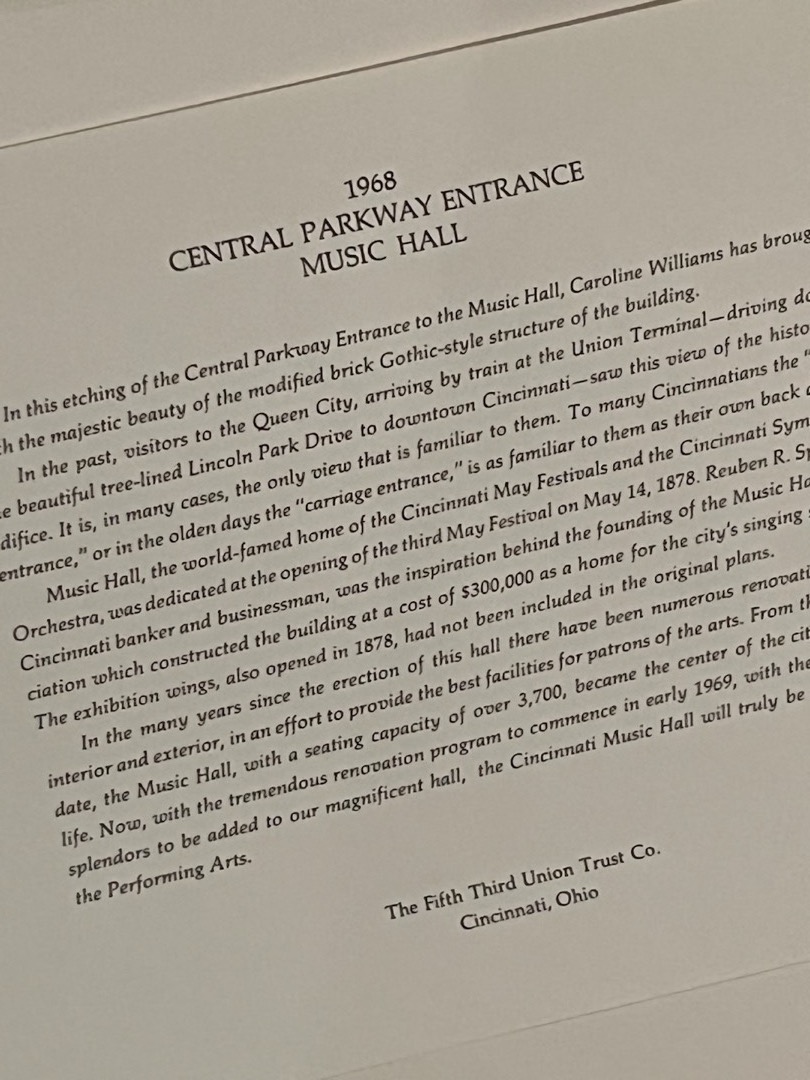 1968
CENTRAL PARKWAY ENTRANCE
MUSIC HALL
In this etching of the Central Parkway Entrance to the Music Hall, Caroline Williams has broug
h the majestic beauty of the modified brick Gothic-style structure of the building.
In the past, visitors to the Queen City, arriving by train at the Union Terminal—driving do
e beautiful tree-lined Lincoln Park Drive to downtown Cincinnati—saw this view of the histo
difice. It is, in many cases, the only view that is familiar to them. To many Cincinnatians the "
entrance," or in the olden days the "carriage entrance," is as familiar to them as their own back
Music Hall, the world-famed home of the Cincinnati May Festivals and the Cincinnati Sym
Orchestra, was dedicated at the opening of the third May Festival on May 14, 1878. Reuben R. Sp
Cincinnati banker and businessman, was the inspiration behind the founding of the Music Ha
ciation which constructed the building at a cost of $300,000 as a home for the city's singing
The exhibition wings, also opened in 1878, had not been included in the original plans.
In the many years since the erection of this hall there have been numerous renovati
interior and exterior, in an effort to provide the best facilities for patrons of the arts. From th
date, the Music Hall, with a seating capacity of over 3,700, became the center of the cit
life. Now, with the tremendous renovation program to commence in early 1969, with the
splendors to be added to our magnificent hall, the Cincinnati Music Hall will truly be
the Performing Arts.
The Fifth Third Union Trust Co.
Cincinnati, Ohio